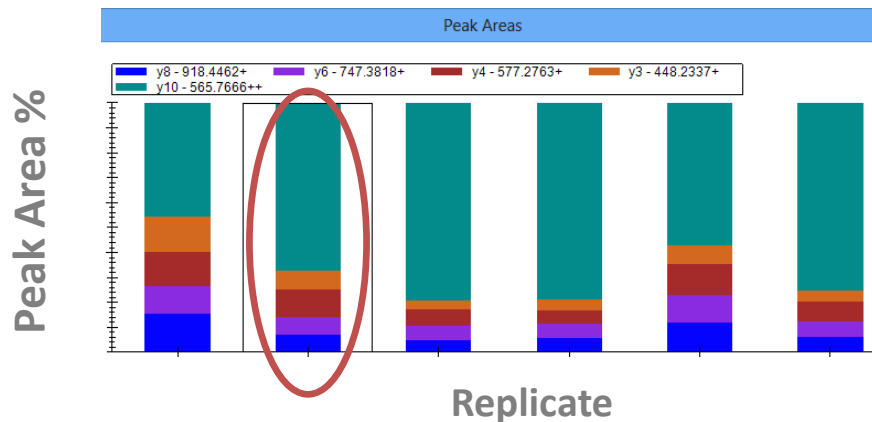 Peak Areas
y8 - 918.4462+ y6 - 747.3818+ y4 - 577.2763+ y3 - 448.2337+
y10 - 565.7666++
Peak Area %
Replicate